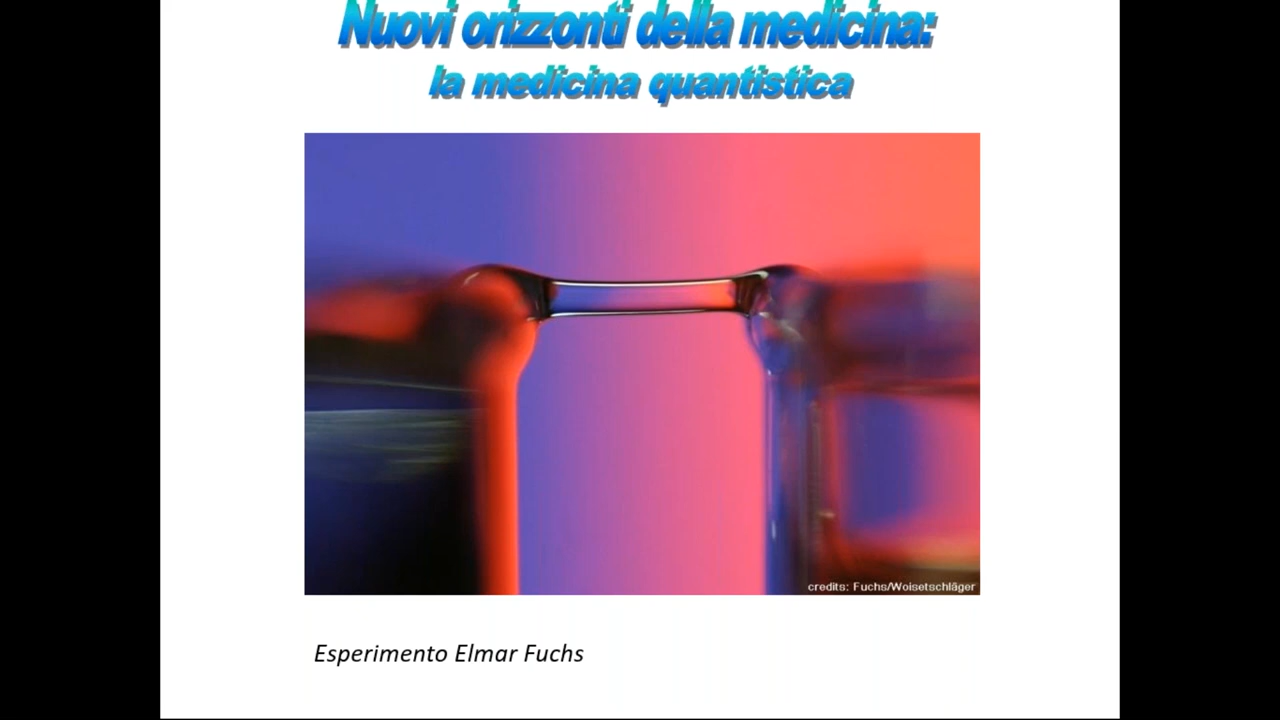 Nuovi orizzonti della medicina:
la medicina quantistica
credits: Fuchs/Woisetschläger
Esperimento Elmar Fuchs